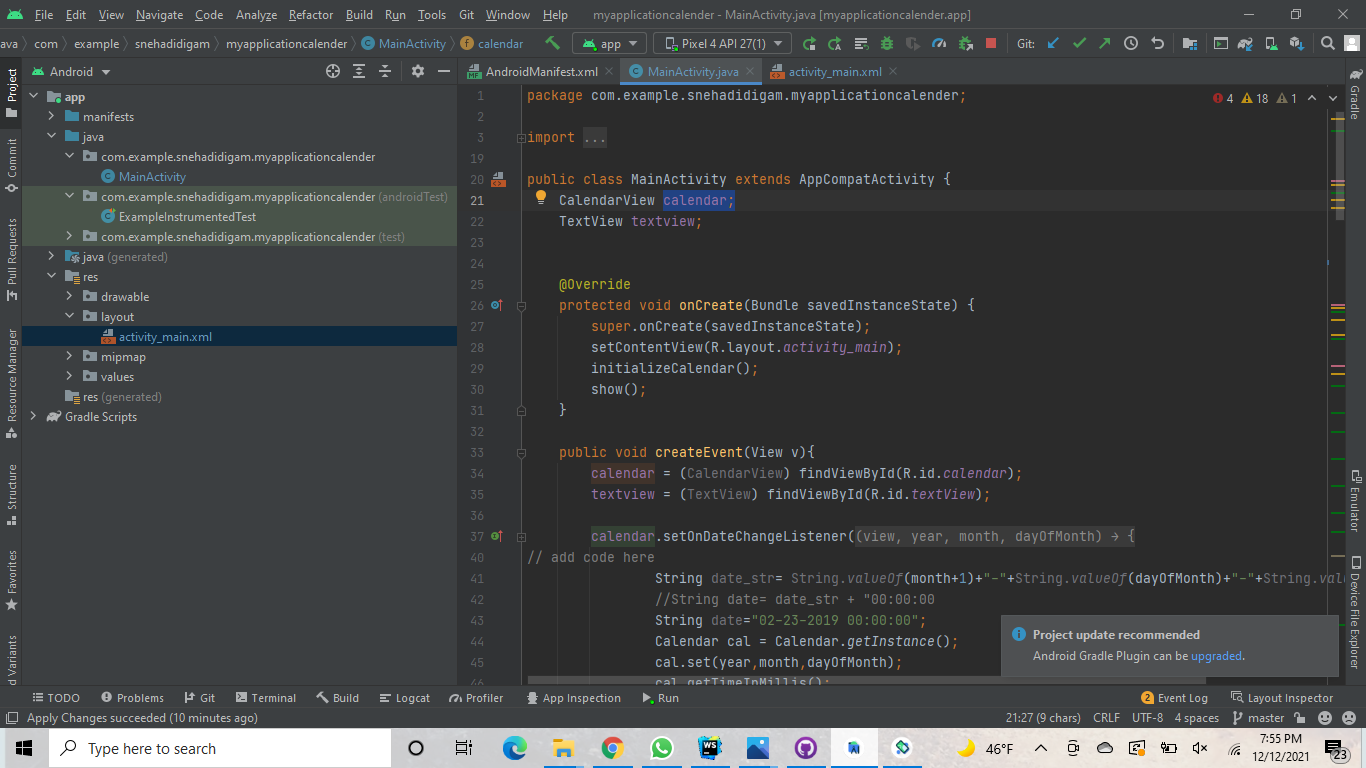 File Edit View Navigate Code Analyze Refactor Build Run Tools Git Window Help myapplicationcalender - MainActivity.java [myapplicationcalender.app]
ava com example snehadidigam myapplicationcalender MainActivity calendar app Pixel 4 API 27(1) Git:
Android AndroidManifest.xml MainActivity.java activity_main.xml
Project
Commit
Pull Requests
Resource Manager
Structure
Favorites
d Variants
app
manifests
java
com.example.snehadidigam.myapplicationcalender
MainActivity
com.example.snehadidigam.myapplicationcalender (androidTest)
ExampleInstrumentedTest
com.example.snehadidigam.myapplicationcalender (test)
java (generated)
res
drawable
layout
activity_main.xml
mipmap
values
res (generated)
Gradle Scripts
4 18 1
1 package com.example.snehadidigam.myapplicationcalender;
2
3 import ...
19
20 public class MainActivity extends AppCompatActivity {
21 CalendarView calendar;
22 TextView textview;
23
24
25 @Override
26 protected void onCreate(Bundle savedInstanceState) {
27 super.onCreate(savedInstanceState);
28 setContentView(R.layout.activity_main);
29 initializeCalendar();
30 show();
31 }
32
33 public void createEvent(View v){
34 calendar = (CalendarView) findViewById(R.id.calendar);
35 textview = (TextView) findViewById(R.id.textView);
36
37 calendar.setOnDateChangeListener((view, year, month, dayOfMonth) → {
40 // add code here
41 String date_str= String.valueOf(month+1)+"-"+String.valueOf(dayOfMonth)+"-"+String.val
42 //String date= date_str + "00:00:00
43 String date="02-23-2019 00:00:00";
44 Calendar cal = Calendar.getInstance();
45 cal.set(year,month,dayOfMonth);
46 cal.getTimeInMillis();
Gradle
Emulator
Device File Explorer
Project update recommended
Android Gradle Plugin can be upgraded.
TODO Problems Git Terminal Build Logcat Profiler App Inspection Run 2 Event Log Layout Inspector
Apply Changes succeeded (10 minutes ago) 21:27 (9 chars) CRLF UTF-8 4 spaces master
Type here to search 46°F 7:55 PM
12/12/2021
23